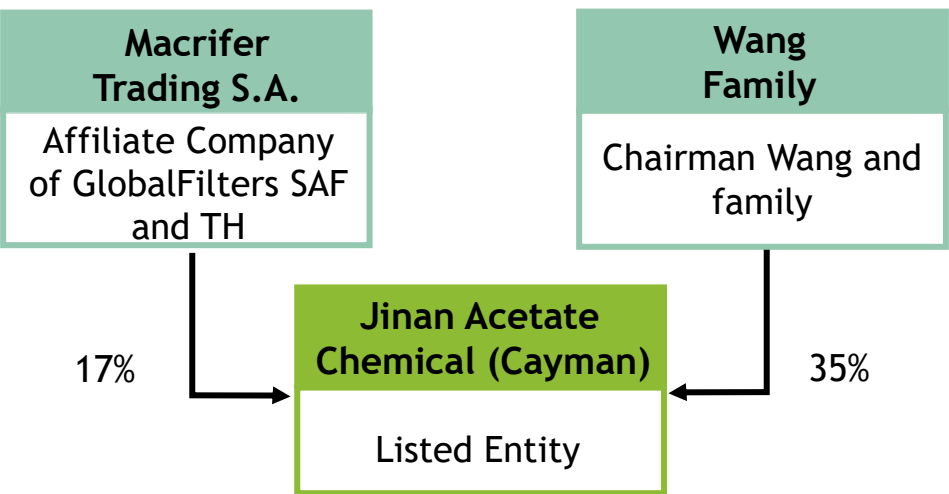 Macrifer
Trading S.A.
Affiliate Company
of GlobalFilters SAF
and TH
Wang
Family
Chairman Wang and
family
17%
35%
Jinan Acetate
Chemical (Cayman)
Listed Entity